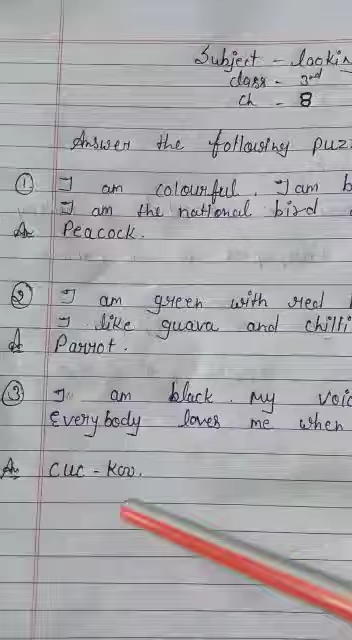 Subject - lookin
class - 3rd
ch - 8
Answer the following puz
① I am colourful. I am b
I am the national bird
Ans Peacock.
② I am green with red
I like guava and chilli
A Parrot.
③ I am black. My voic
Everybody loves me when
Ans cuc - koo.